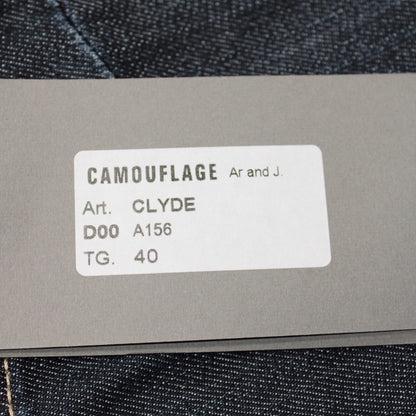 CAMOUFLAGE Ar and J.
Art. CLYDE
D00 A156
TG. 40